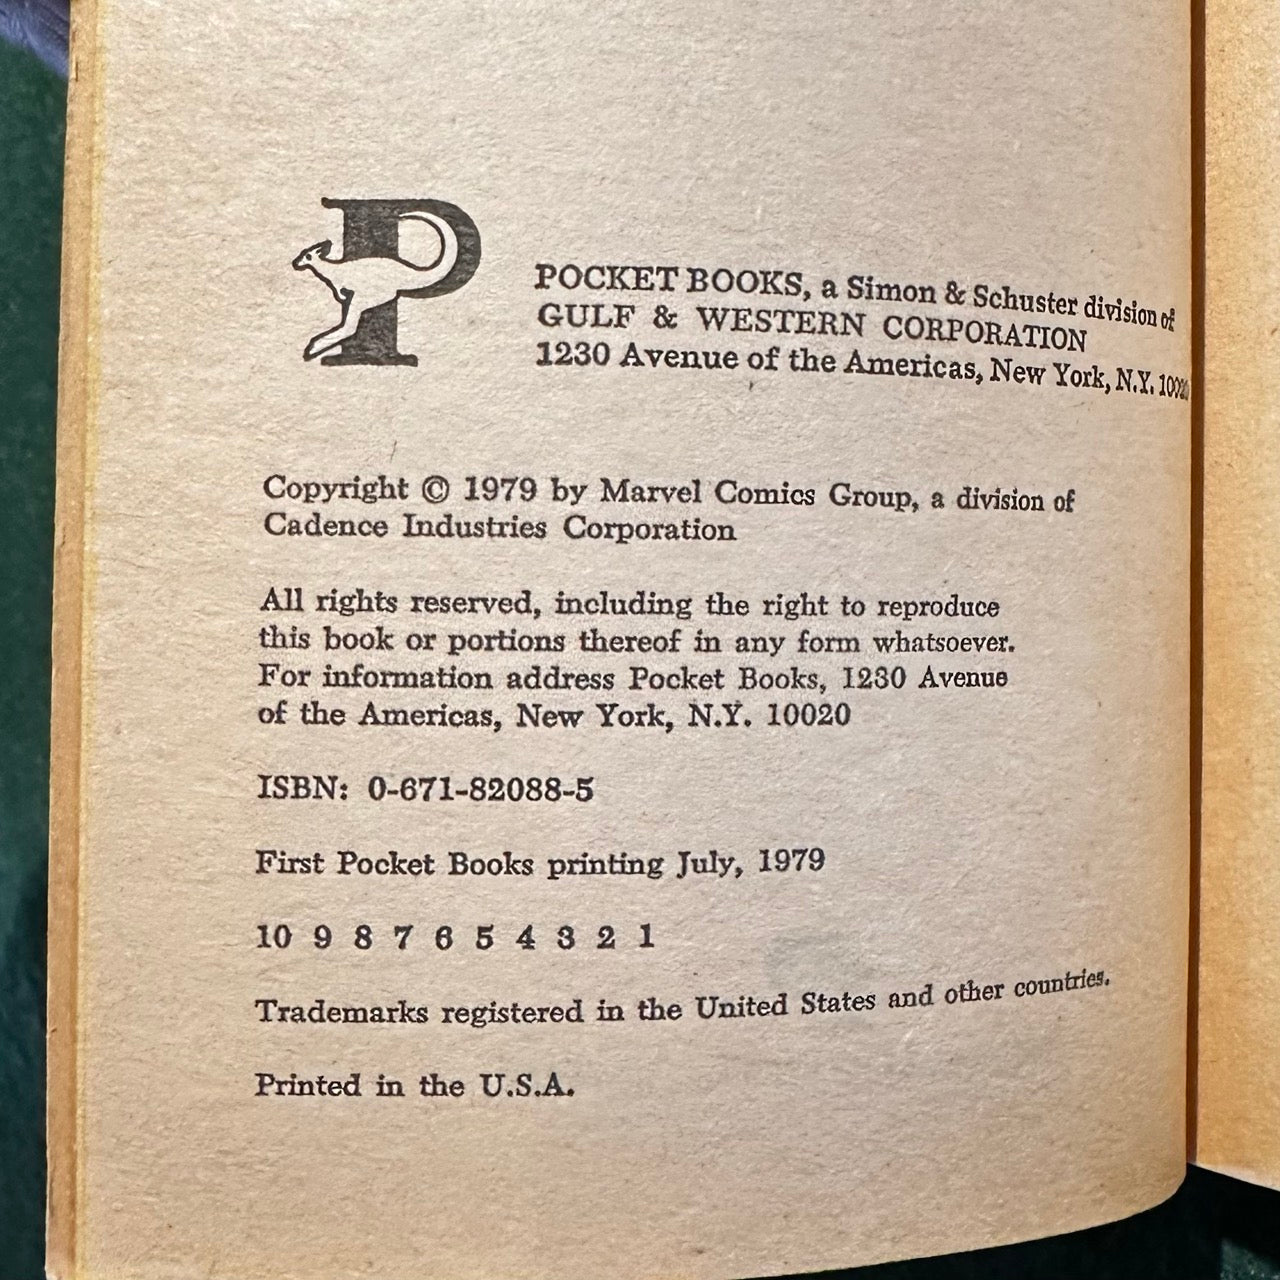 P
POCKET BOOKS, a Simon & Schuster division of
GULF & WESTERN CORPORATION
1230 Avenue of the Americas, New York, N.Y. 10020
Copyright © 1979 by Marvel Comics Group, a division of
Cadence Industries Corporation
All rights reserved, including the right to reproduce
this book or portions thereof in any form whatsoever.
For information address Pocket Books, 1230 Avenue
of the Americas, New York, N.Y. 10020
ISBN: 0-671-82088-5
First Pocket Books printing July, 1979
10 9 8 7 6 5 4 3 2 1
Trademarks registered in the United States and other countries.
Printed in the U.S.A.